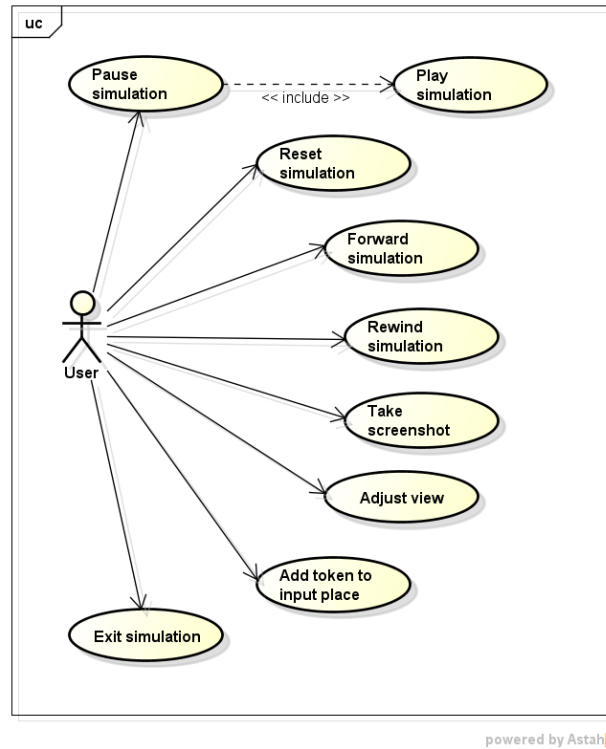 uc
Pause
simulation
<< include >>
Play
simulation
Reset
simulation
Forward
simulation
Rewind
simulation
User
Take
screenshot
Adjust view
Add token to
input place
Exit simulation
powered by Astah